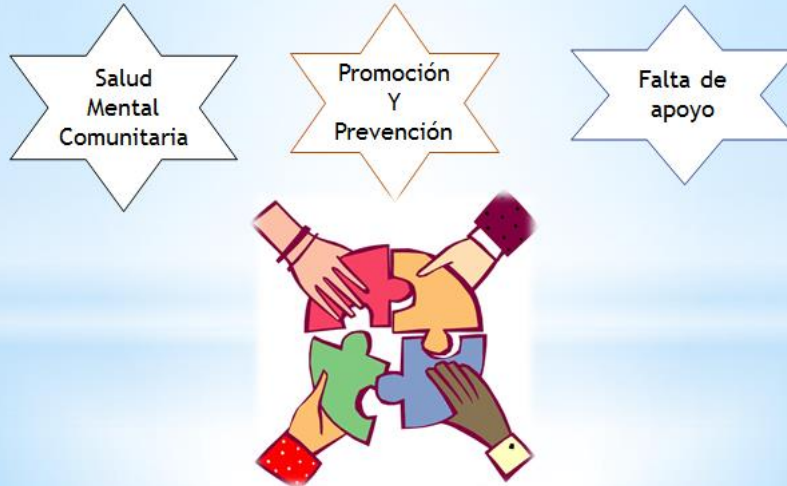 Salud
Mental
Comunitaria
Promoción
Y
Prevención
Falta de
apoyo